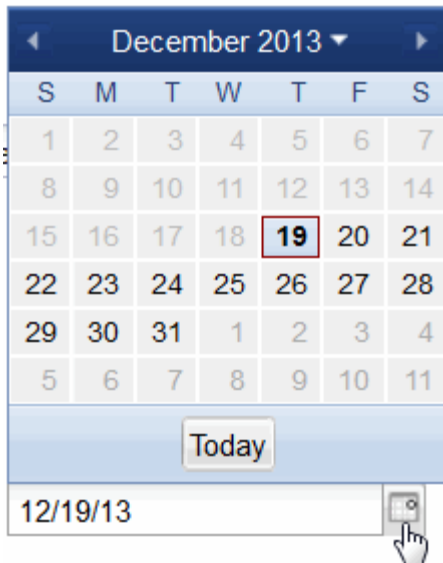 December 2013
S M T W T F S
1 2 3 4 5 6 7
8 9 10 11 12 13 14
15 16 17 18 19 20 21
22 23 24 25 26 27 28
29 30 31 1 2 3 4
5 6 7 8 9 10 11
Today
12/19/13